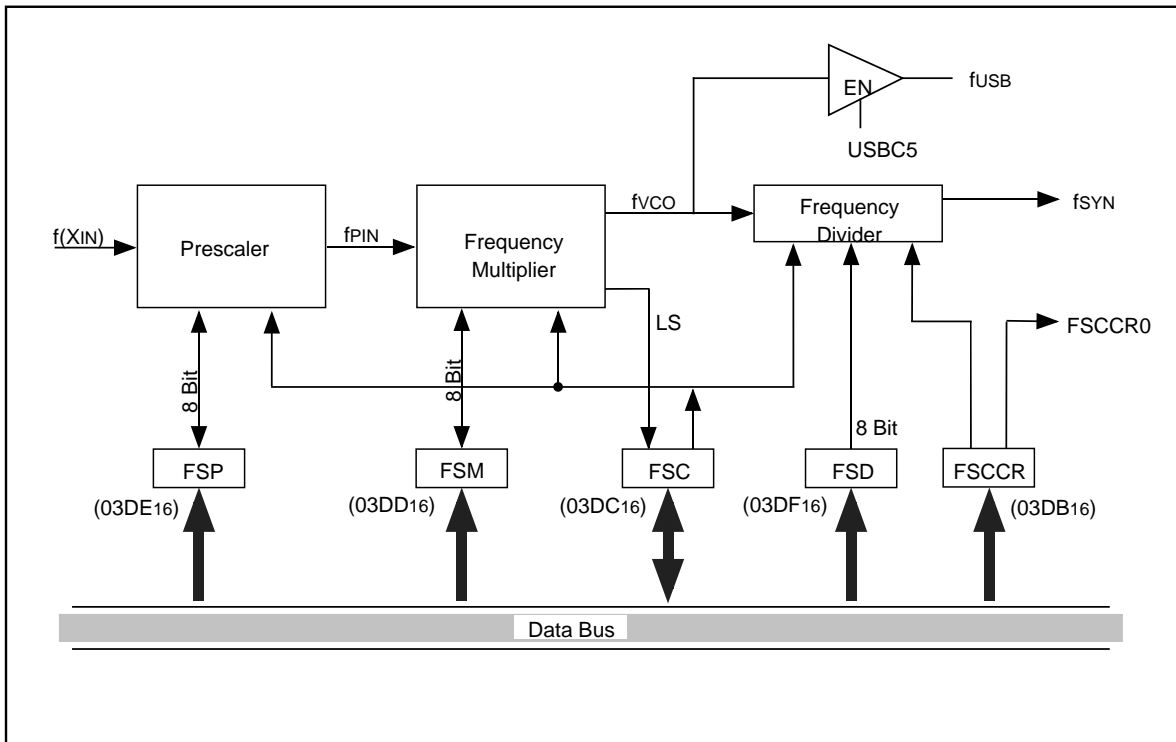 EN
fUSB
USBC5
f(XIN)
Prescaler
fPIN
Frequency
Multiplier
fVCO
Frequency
Divider
fSYN
LS
FSCCR0
8 Bit
8 Bit
8 Bit
FSP
FSM
FSC
FSD
FSCCR
(03DE16)
(03DD16)
(03DC16)
(03DF16)
(03DB16)
Data Bus